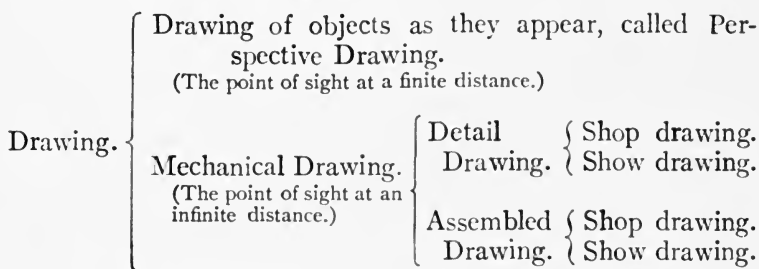 Drawing of objects as they appear, called Per-
spective Drawing.
(The point of sight at a finite distance.)
Drawing.
Mechanical Drawing.
(The point of sight at an
infinite distance.)
Detail
Drawing.
Shop drawing.
Show drawing.
Assembled
Drawing.
Shop drawing.
Show drawing.